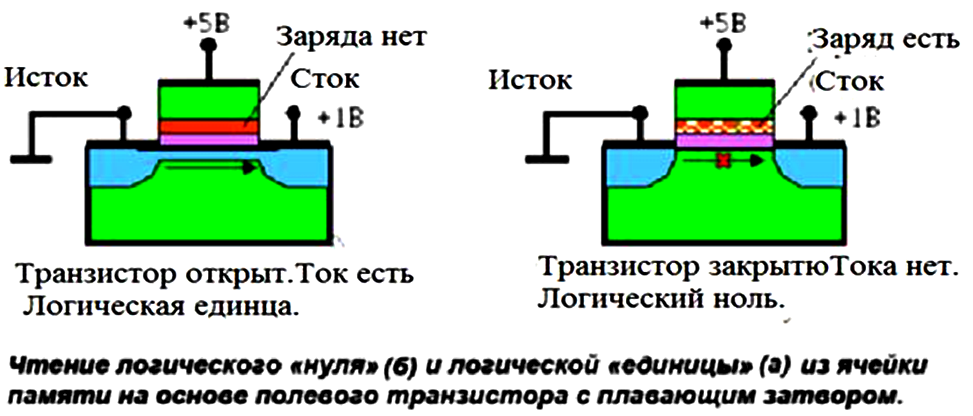 +5В
Заряда нет
Исток
Сток
+1В
Транзистор открыт.Ток есть
Логическая единца.
+5В
Заряд есть
Исток
Сток
+1В
Транзистор закрытюТока нет.
Логический ноль.
Чтение логического «нуля» (б) и логической «единицы» (а) из ячейки
памяти на основе полевого транзистора с плавающим затвором.